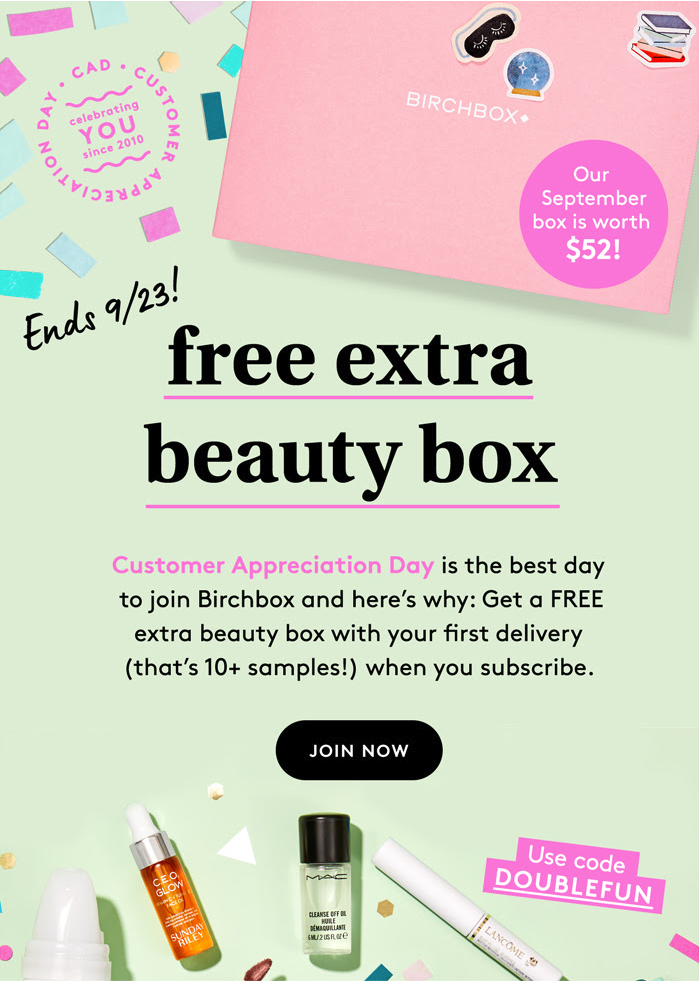 CAD • CUSTOMER APPRECIATION DAY •
celebrating
YOU
since 2010
BIRCHBOX
Our
September
box is worth
$52!
Ends 9/23!
free extra
beauty box
Customer Appreciation Day is the best day
to join Birchbox and here's why: Get a FREE
extra beauty box with your first delivery
(that's 10+ samples!) when you subscribe.
JOIN NOW
Use code
DOUBLEFUN
C.E.O.
GLOW
SUNDAY
RILEY
MAC
CLEANSE OFF OIL
HUILE
DÉMAQUILLANTE
LANCÔME